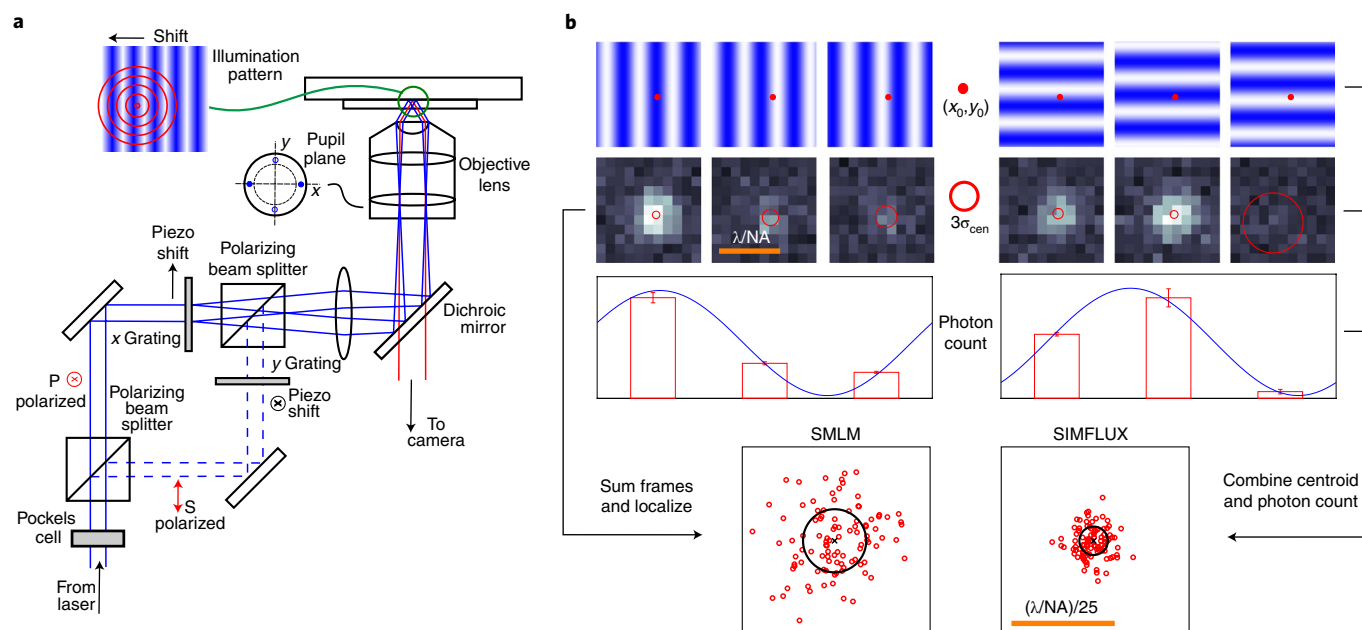 a
Shift
Illumination
pattern
y
Pupil
plane
x
Objective
lens
Piezo
shift
Polarizing
beam splitter
Dichroic
mirror
x Grating
y Grating
P
polarized
Polarizing
beam
splitter
Piezo
shift
To
camera
S
polarized
Pockels
cell
From
laser
b
(x0,y0)
λ/NA
3σcen
Photon
count
SMLM
SIMFLUX
Sum frames
and localize
Combine centroid
and photon count
(λ/NA)/25